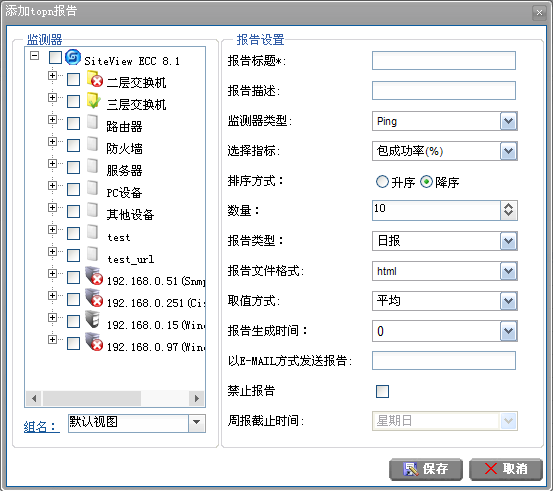 添加topn报告
监测器
SiteView ECC 8.1
二层交换机
三层交换机
路由器
防火墙
服务器
PC设备
其他设备
test
test_url
192.168.0.51(Snmp
192.168.0.251(Cis
192.168.0.15(Wind
192.168.0.97(Wind
组名: 默认视图
报告设置
报告标题*:
报告描述:
监测器类型: Ping
选择指标: 包成功率(%)
排序方式: 升序 降序
数量: 10
报告类型: 日报
报告文件格式: html
取值方式: 平均
报告生成时间: 0
以E-MAIL方式发送报告:
禁止报告
周报截止时间: 星期日
保存 取消